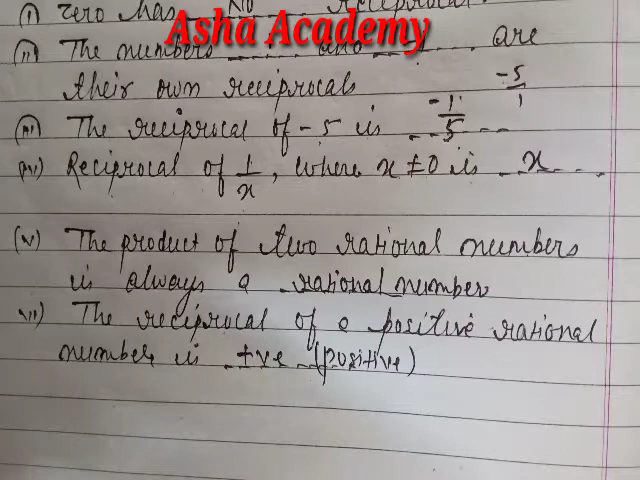 (i) zero has No reciprocal.
Asha Academy
(ii) The numbers and are
their own reciprocals -5/1
(iii) The reciprocal of -5 is -1/5
Reciprocal of 1/x, where x ≠ 0 is x
(v) The product of two rational numbers
is always a rational number
vi) The reciprocal of a positive rational
number is +ve (positive)